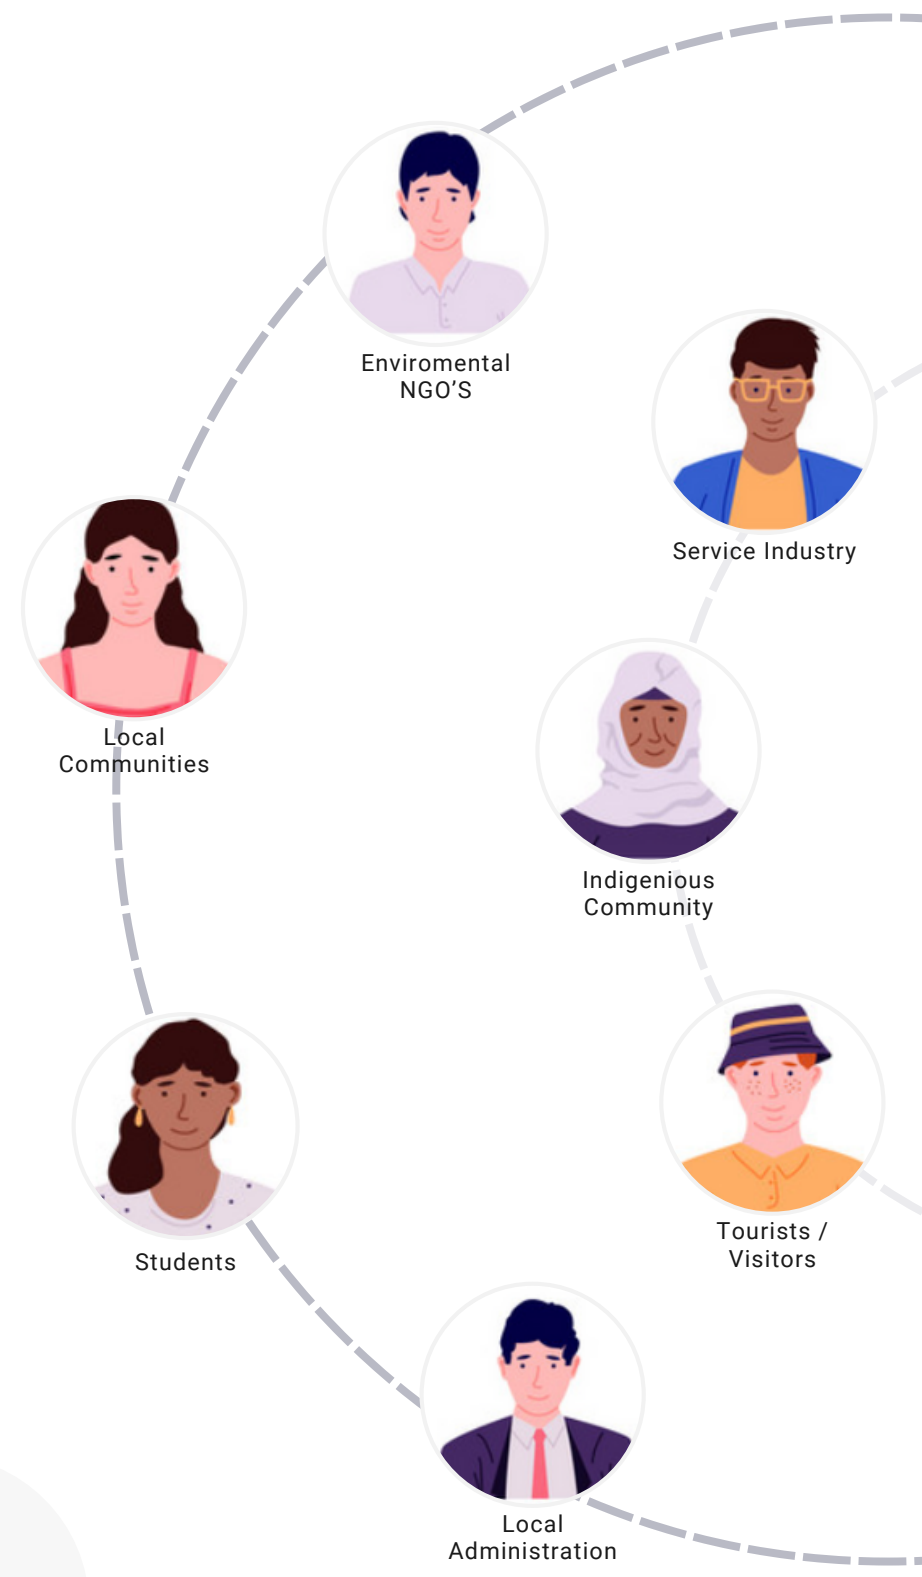 Enviromental
NGO’S
Service Industry
Local
Communities
Indigenious
Community
Students
Tourists /
Visitors
Local
Administration